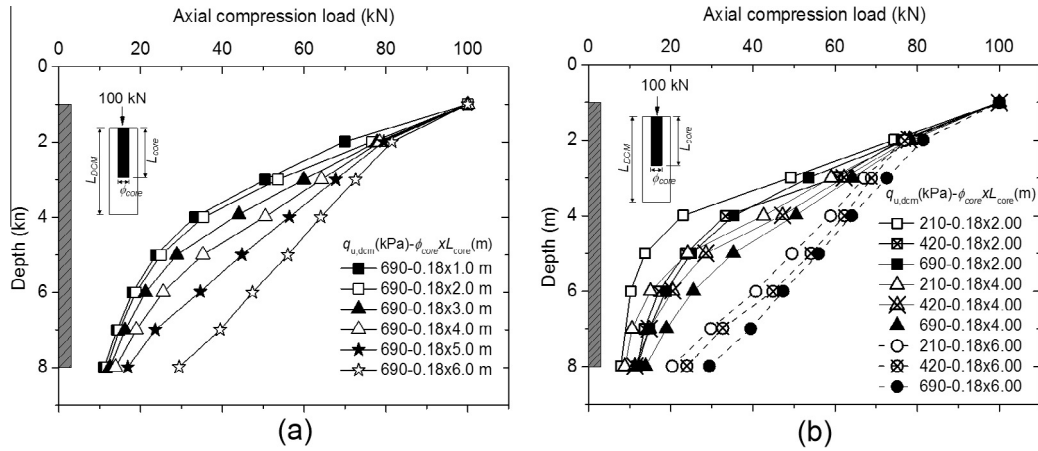 Axial compression load (kN)
0 20 40 60 80 100
0
2
4
6
8
Depth (kn)
100 kN
L_DCM
L_core
ϕ_core
q_u,dcm(kPa)-ϕ_core x L_core(m)
690-0.18x1.0 m
690-0.18x2.0 m
690-0.18x3.0 m
690-0.18x4.0 m
690-0.18x5.0 m
690-0.18x6.0 m
(a)
Axial compression load (kN)
0 20 40 60 80 100
0
2
4
6
8
Depth (m)
100 kN
L_DCM
L_core
ϕ_core
q_u,dcm(kPa)-ϕ_core x L_core(m)
210-0.18x2.00
420-0.18x2.00
690-0.18x2.00
210-0.18x4.00
420-0.18x4.00
690-0.18x4.00
210-0.18x6.00
420-0.18x6.00
690-0.18x6.00
(b)